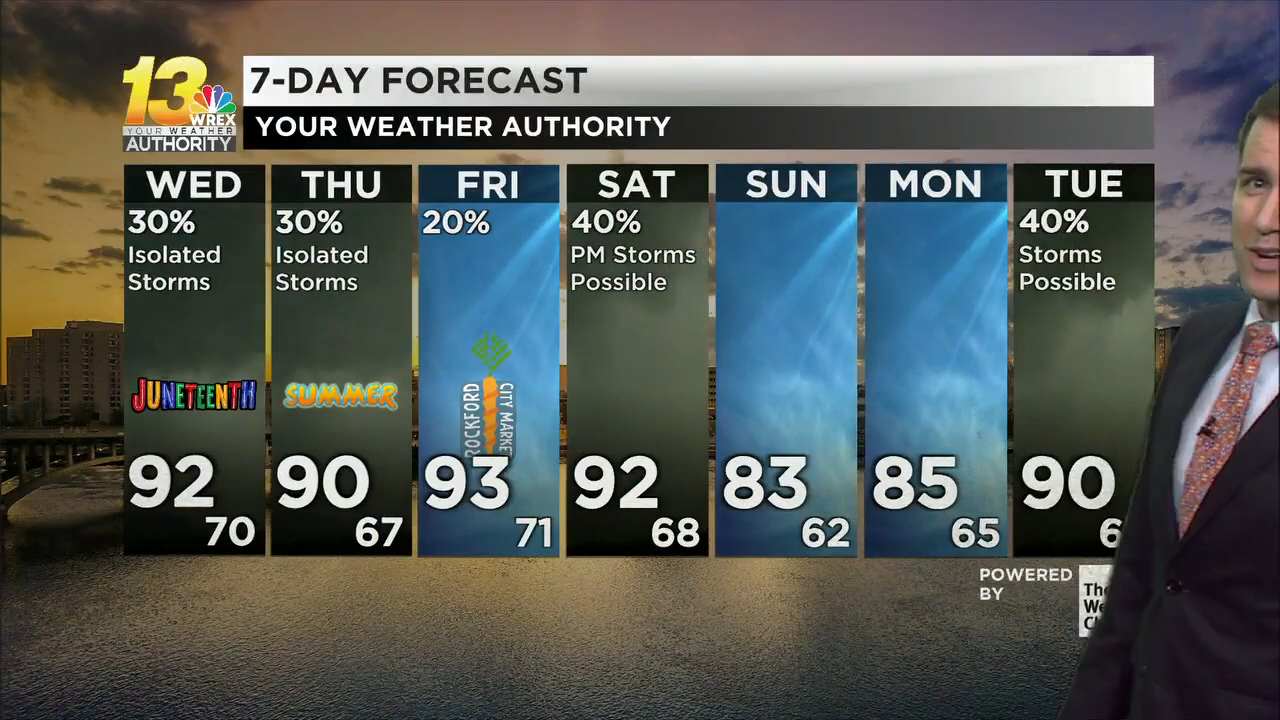 13
WREX
YOUR WEATHER
AUTHORITY
7-DAY FORECAST
YOUR WEATHER AUTHORITY
WED
30%
Isolated
Storms
JUNETEENTH
92
70
THU
30%
Isolated
Storms
SUMMER
90
67
FRI
20%
ROCKFORD
CITY MARKET
93
71
SAT
40%
PM Storms
Possible
92
68
SUN
83
62
MON
85
65
TUE
40%
Storms
Possible
90
6
POWERED
BY